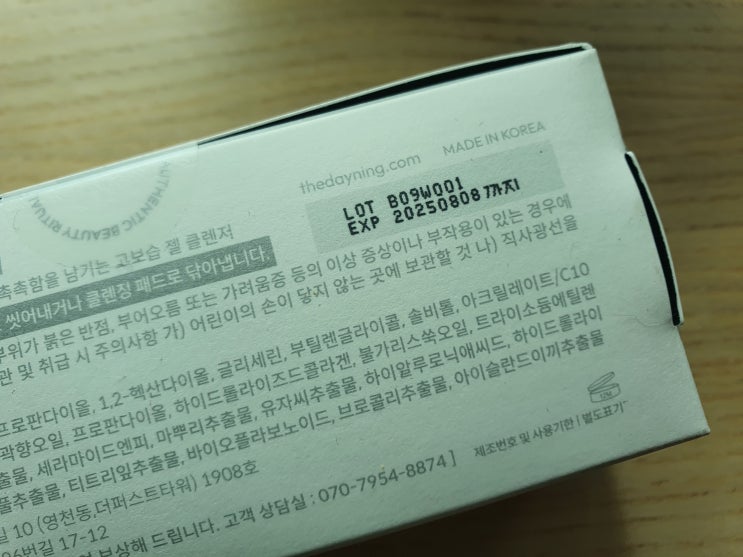 thedayning.com MADE IN KOREA
AUTHENTIC BEAUTY RITUAL
LOT B09W001
EXP 20250808까지
촉촉함을 남기는 고보습 젤 클렌저
씻어내거나 클렌징 패드로 닦아냅니다.
부위가 붉은 반점, 부어오름 또는 가려움증 등의 이상 증상이나 부작용이 있는 경우에
관 및 취급 시 주의사항 가) 어린이의 손이 닿지 않는 곳에 보관할 것 나) 직사광선을
프로판다이올, 1,2-헥산다이올, 글리세린, 부틸렌글라이콜, 솔비톨, 아크릴레이트/C10
곽향오일, 프로판다이올, 하이드롤라이즈드콜라겐, 불가리스쑥오일, 트라이소듐에틸렌
출물, 세라마이드엔피, 마뿌리추출물, 유자씨추출물, 하이알루로닉애씨드, 하이드롤라이
풀추출물, 티트리잎추출물, 바이오플라보노이드, 브로콜리추출물, 아이슬란드이끼추출물
12M
길 10 (영천동,더퍼스트타워) 1908호
96번길 17-12
보상해 드립니다. 고객 상담실 : 070-7954-8874 ] 제조번호 및 사용기한 | 별도표기